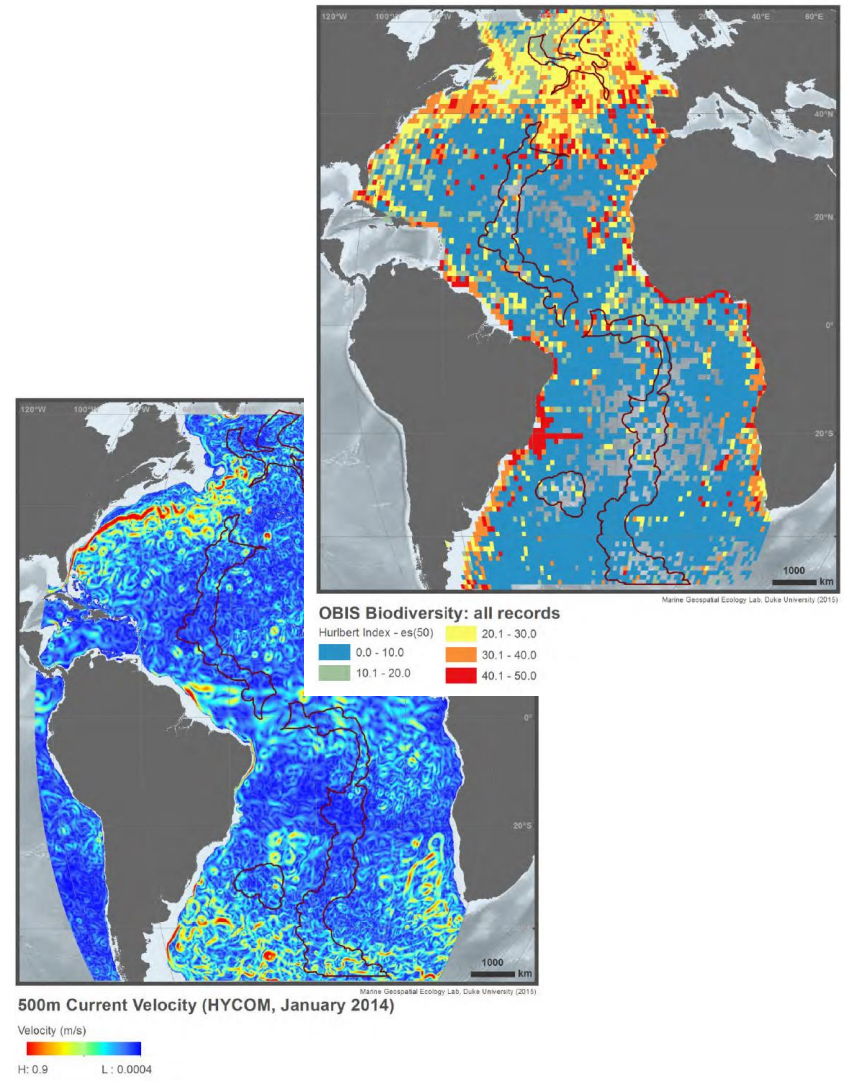 120°W
20°E
40°E
60°E
40°N
20°N
0°
20°S
1000
km
Marine Geospatial Ecology Lab, Duke University (2015)
OBIS Biodiversity: all records
Hurlbert Index - es(50)
0.0 - 10.0
10.1 - 20.0
20.1 - 30.0
30.1 - 40.0
40.1 - 50.0
120°W
0°
20°S
1000
km
Marine Geospatial Ecology Lab, Duke University (2015)
500m Current Velocity (HYCOM, January 2014)
Velocity (m/s)
H: 0.9 L : 0.0004